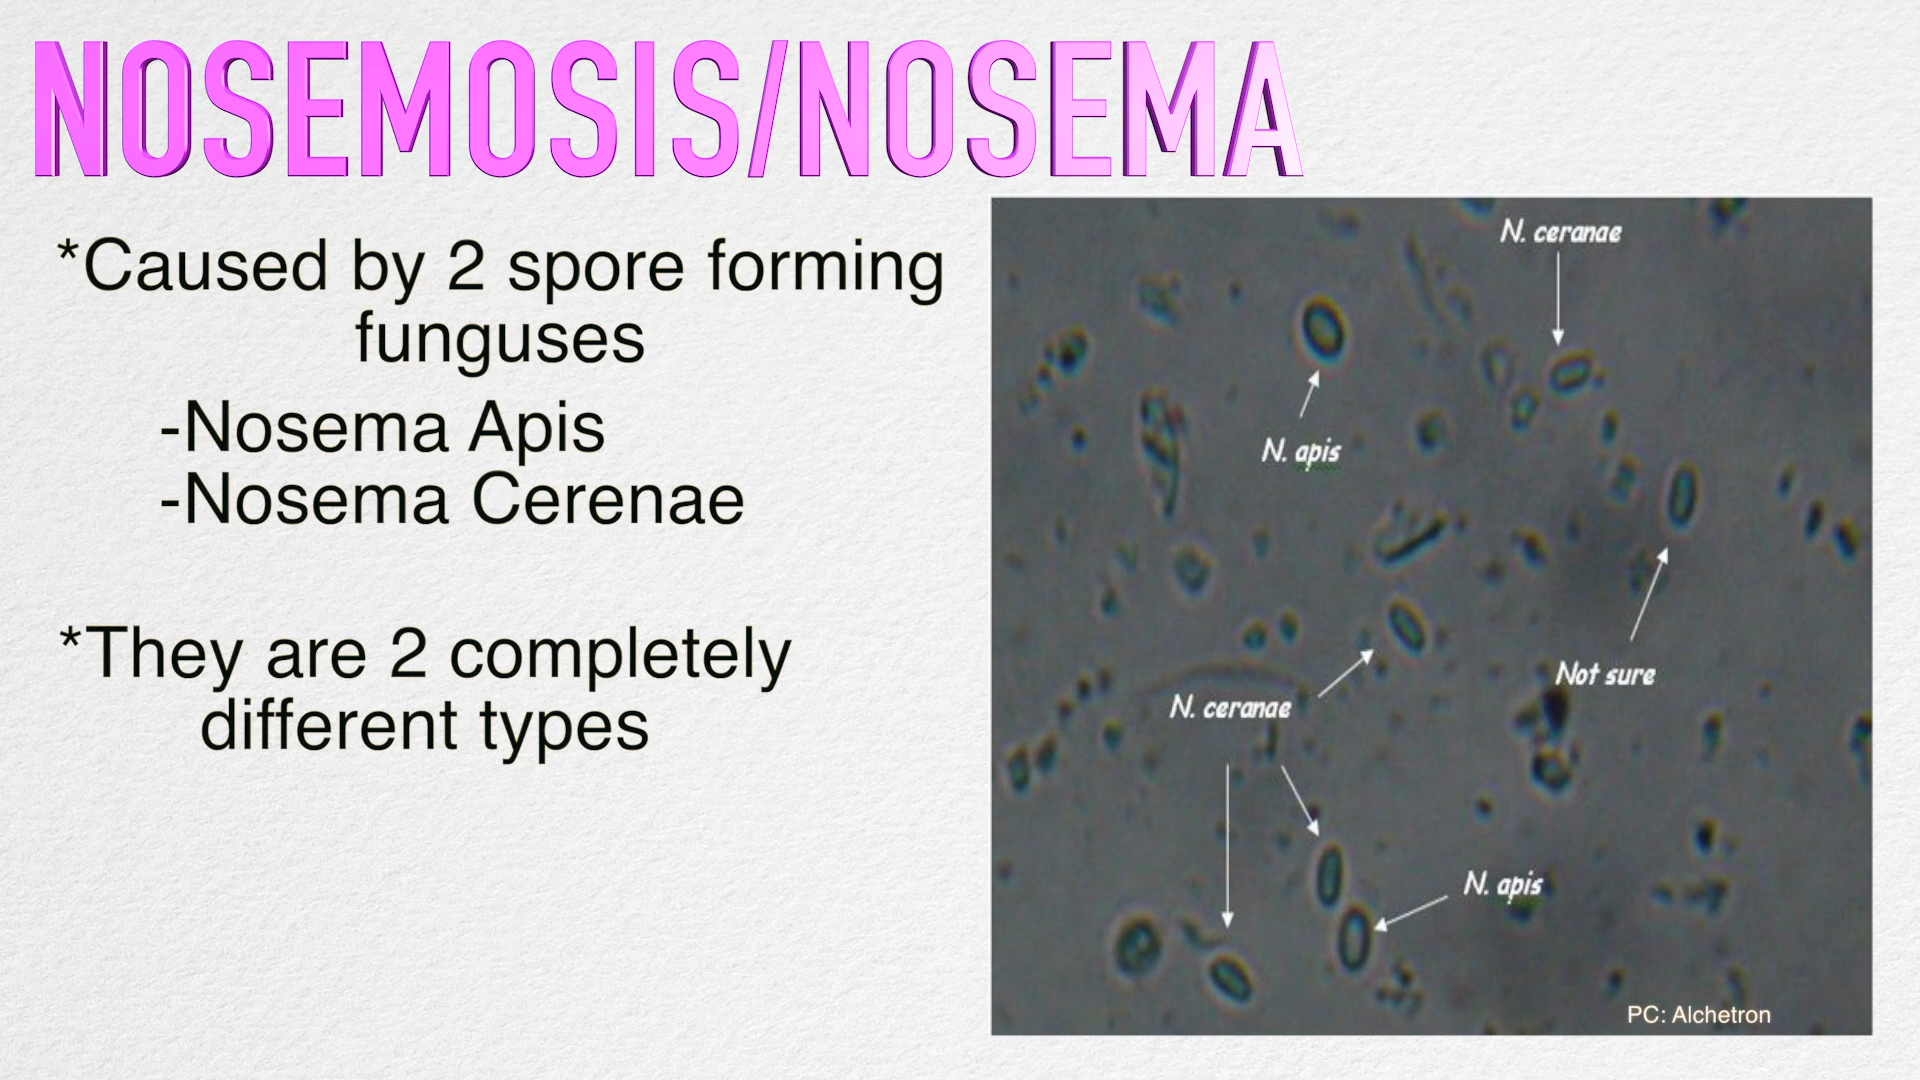 NOSEMOSIS/NOSEMA
*Caused by 2 spore forming
funguses
-Nosema Apis
-Nosema Cerenae
*They are 2 completely
different types
N. ceranae
N. apis
Not sure
N. ceranae
N. apis
PC: Alchetron